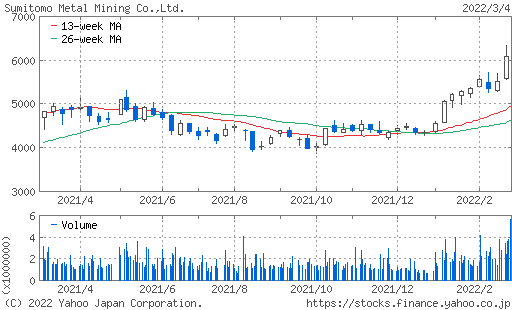 Sumitomo Metal Mining Co.,Ltd. 2022/3/4
7000
13-week MA
26-week MA
6000
5000
4000
3000
2021/4 2021/6 2021/8 2021/10 2021/12 2022/2
6
Volume
4
2
0
(x1000000)
2021/4 2021/6 2021/8 2021/10 2021/12 2022/2
(C) 2022 Yahoo Japan Corporation. https://stocks.finance.yahoo.co.jp/